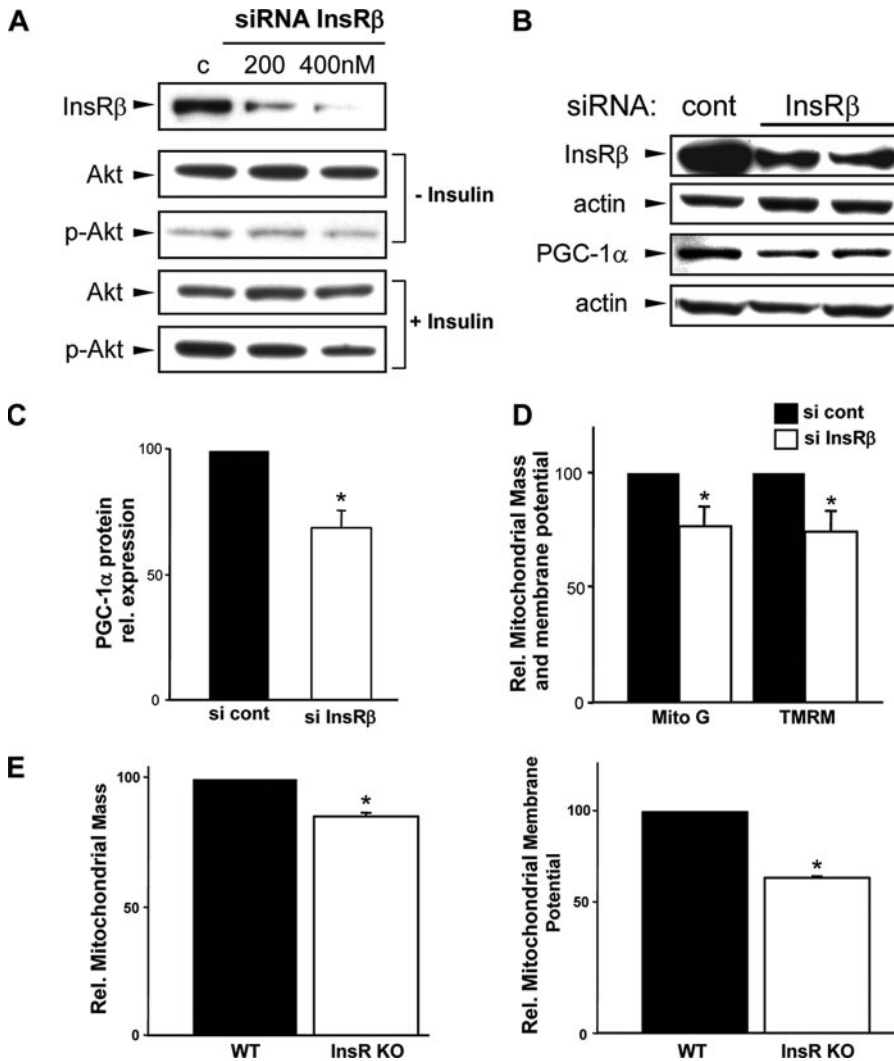 A
siRNA InsRβ
c 200 400nM
InsRβ
Akt
p-Akt
- Insulin
Akt
p-Akt
+ Insulin
B
siRNA: cont InsRβ
InsRβ
actin
PGC-1α
actin
C
PGC-1α protein
rel. expression
100
50
0
*
si cont si InsRβ
D
si cont
si InsRβ
Rel. Mitochondrial Mass
and membrane potential
100
50
0
* *
Mito G TMRM
E
Rel. Mitochondrial Mass
100
50
0
*
WT InsR KO
Rel. Mitochondrial Membrane
Potential
100
50
0
*
WT InsR KO